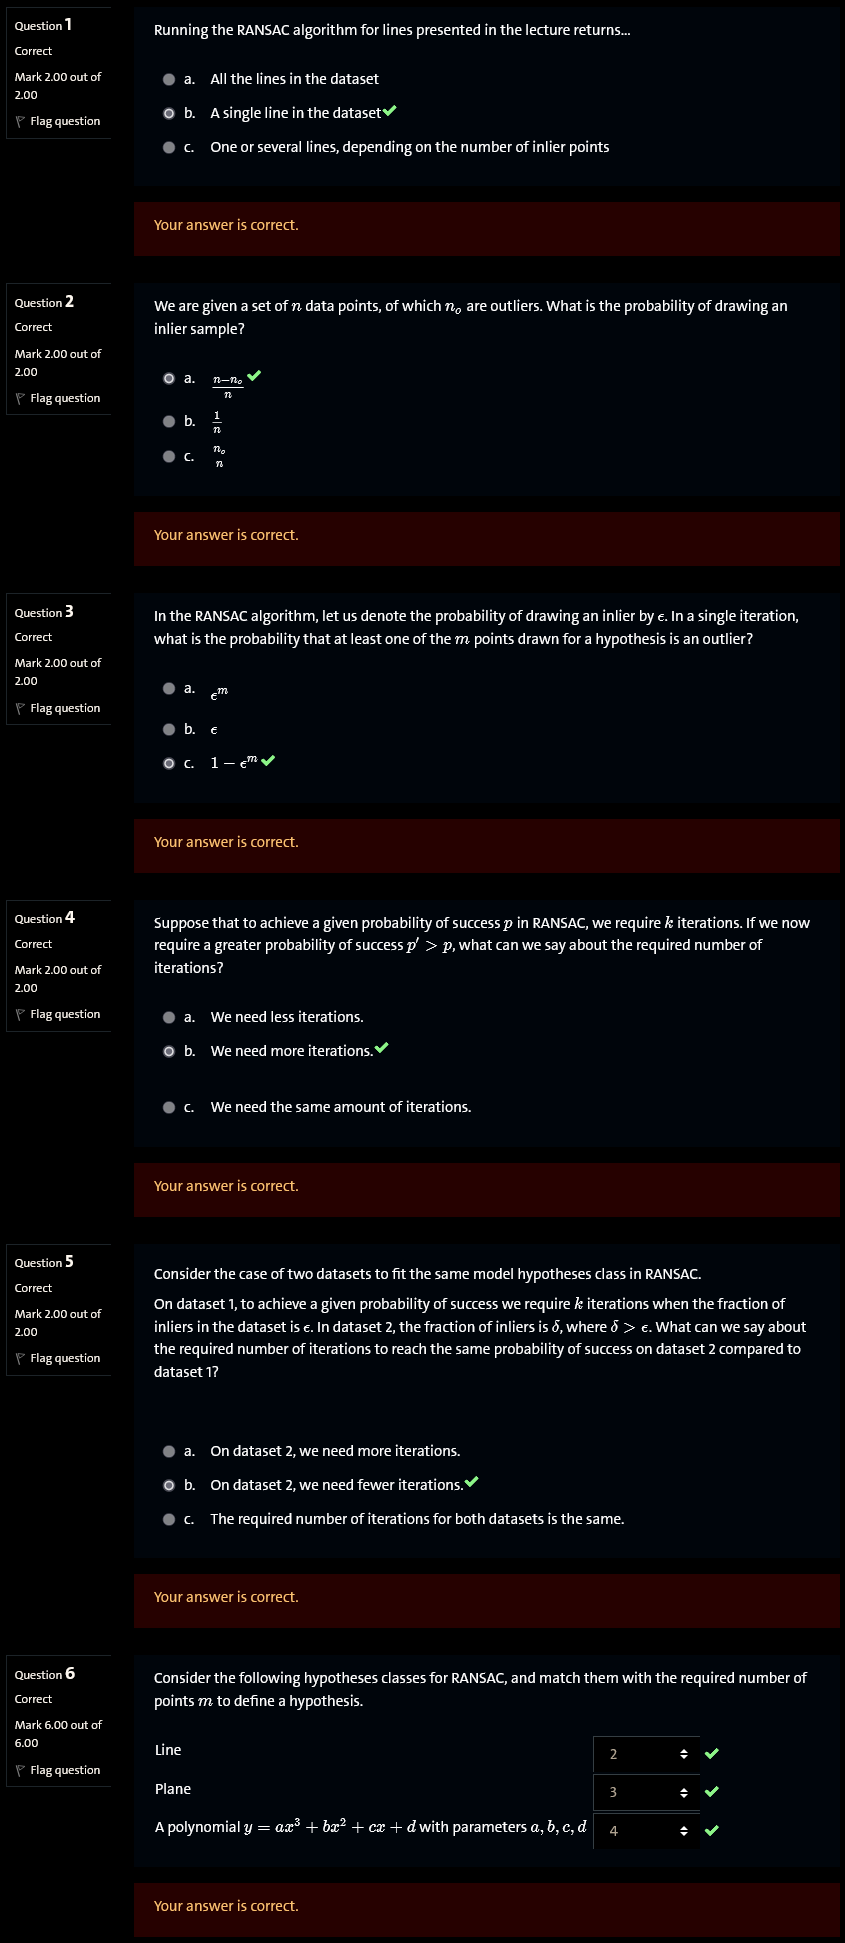 Question 1
Correct
Mark 2.00 out of
2.00
Flag question
Running the RANSAC algorithm for lines presented in the lecture returns...
a. All the lines in the dataset
b. A single line in the dataset
c. One or several lines, depending on the number of inlier points
Your answer is correct.
Question 2
Correct
Mark 2.00 out of
2.00
Flag question
We are given a set of n data points, of which nₒ are outliers. What is the probability of drawing an
inlier sample?
a. (n−nₒ)/n
b. 1/n
c. nₒ/n
Your answer is correct.
Question 3
Correct
Mark 2.00 out of
2.00
Flag question
In the RANSAC algorithm, let us denote the probability of drawing an inlier by ϵ. In a single iteration,
what is the probability that at least one of the m points drawn for a hypothesis is an outlier?
a. ϵᵐ
b. ϵ
c. 1 − ϵᵐ
Your answer is correct.
Question 4
Correct
Mark 2.00 out of
2.00
Flag question
Suppose that to achieve a given probability of success p in RANSAC, we require k iterations. If we now
require a greater probability of success p′ > p, what can we say about the required number of
iterations?
a. We need less iterations.
b. We need more iterations.
c. We need the same amount of iterations.
Your answer is correct.
Question 5
Correct
Mark 2.00 out of
2.00
Flag question
Consider the case of two datasets to fit the same model hypotheses class in RANSAC.
On dataset 1, to achieve a given probability of success we require k iterations when the fraction of
inliers in the dataset is ϵ. In dataset 2, the fraction of inliers is δ, where δ > ϵ. What can we say about
the required number of iterations to reach the same probability of success on dataset 2 compared to
dataset 1?
a. On dataset 2, we need more iterations.
b. On dataset 2, we need fewer iterations.
c. The required number of iterations for both datasets is the same.
Your answer is correct.
Question 6
Correct
Mark 6.00 out of
6.00
Flag question
Consider the following hypotheses classes for RANSAC, and match them with the required number of
points m to define a hypothesis.
Line 2
Plane 3
A polynomial y = ax³ + bx² + cx + d with parameters a, b, c, d 4
Your answer is correct.